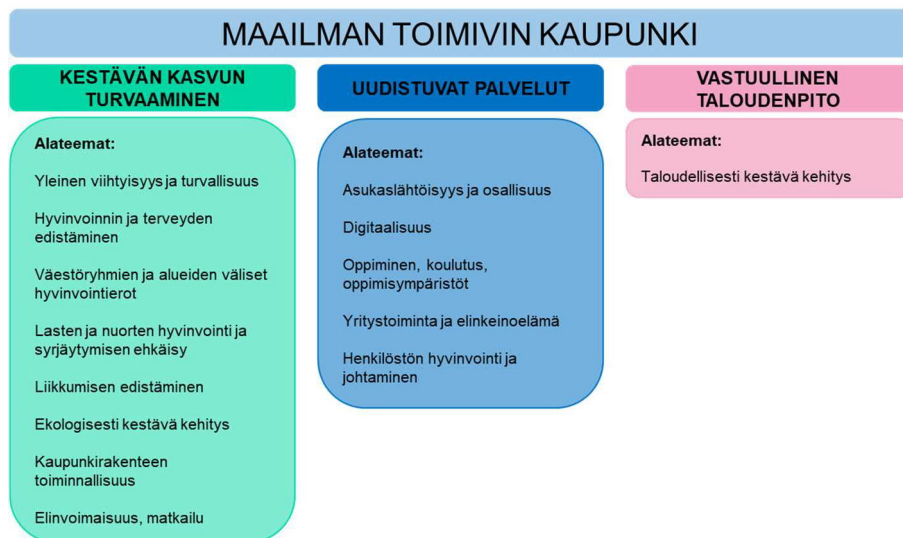 MAAILMAN TOIMIVIN KAUPUNKI
KESTÄVÄN KASVUN
TURVAAMINEN
Alateemat:
Yleinen viihtyisyys ja turvallisuus
Hyvinvoinnin ja terveyden
edistäminen
Väestöryhmien ja alueiden väliset
hyvinvointierot
Lasten ja nuorten hyvinvointi ja
syrjäytymisen ehkäisy
Liikkumisen edistäminen
Ekologisesti kestävä kehitys
Kaupunkirakenteen
toiminnallisuus
Elinvoimaisuus, matkailu
UUDISTUVAT PALVELUT
Alateemat:
Asukaslähtöisyys ja osallisuus
Digitaalisuus
Oppiminen, koulutus,
oppimisympäristöt
Yritystoiminta ja elinkeinoelämä
Henkilöstön hyvinvointi ja
johtaminen
VASTUULLINEN
TALOUDENPITO
Alateemat:
Taloudellisesti kestävä kehitys